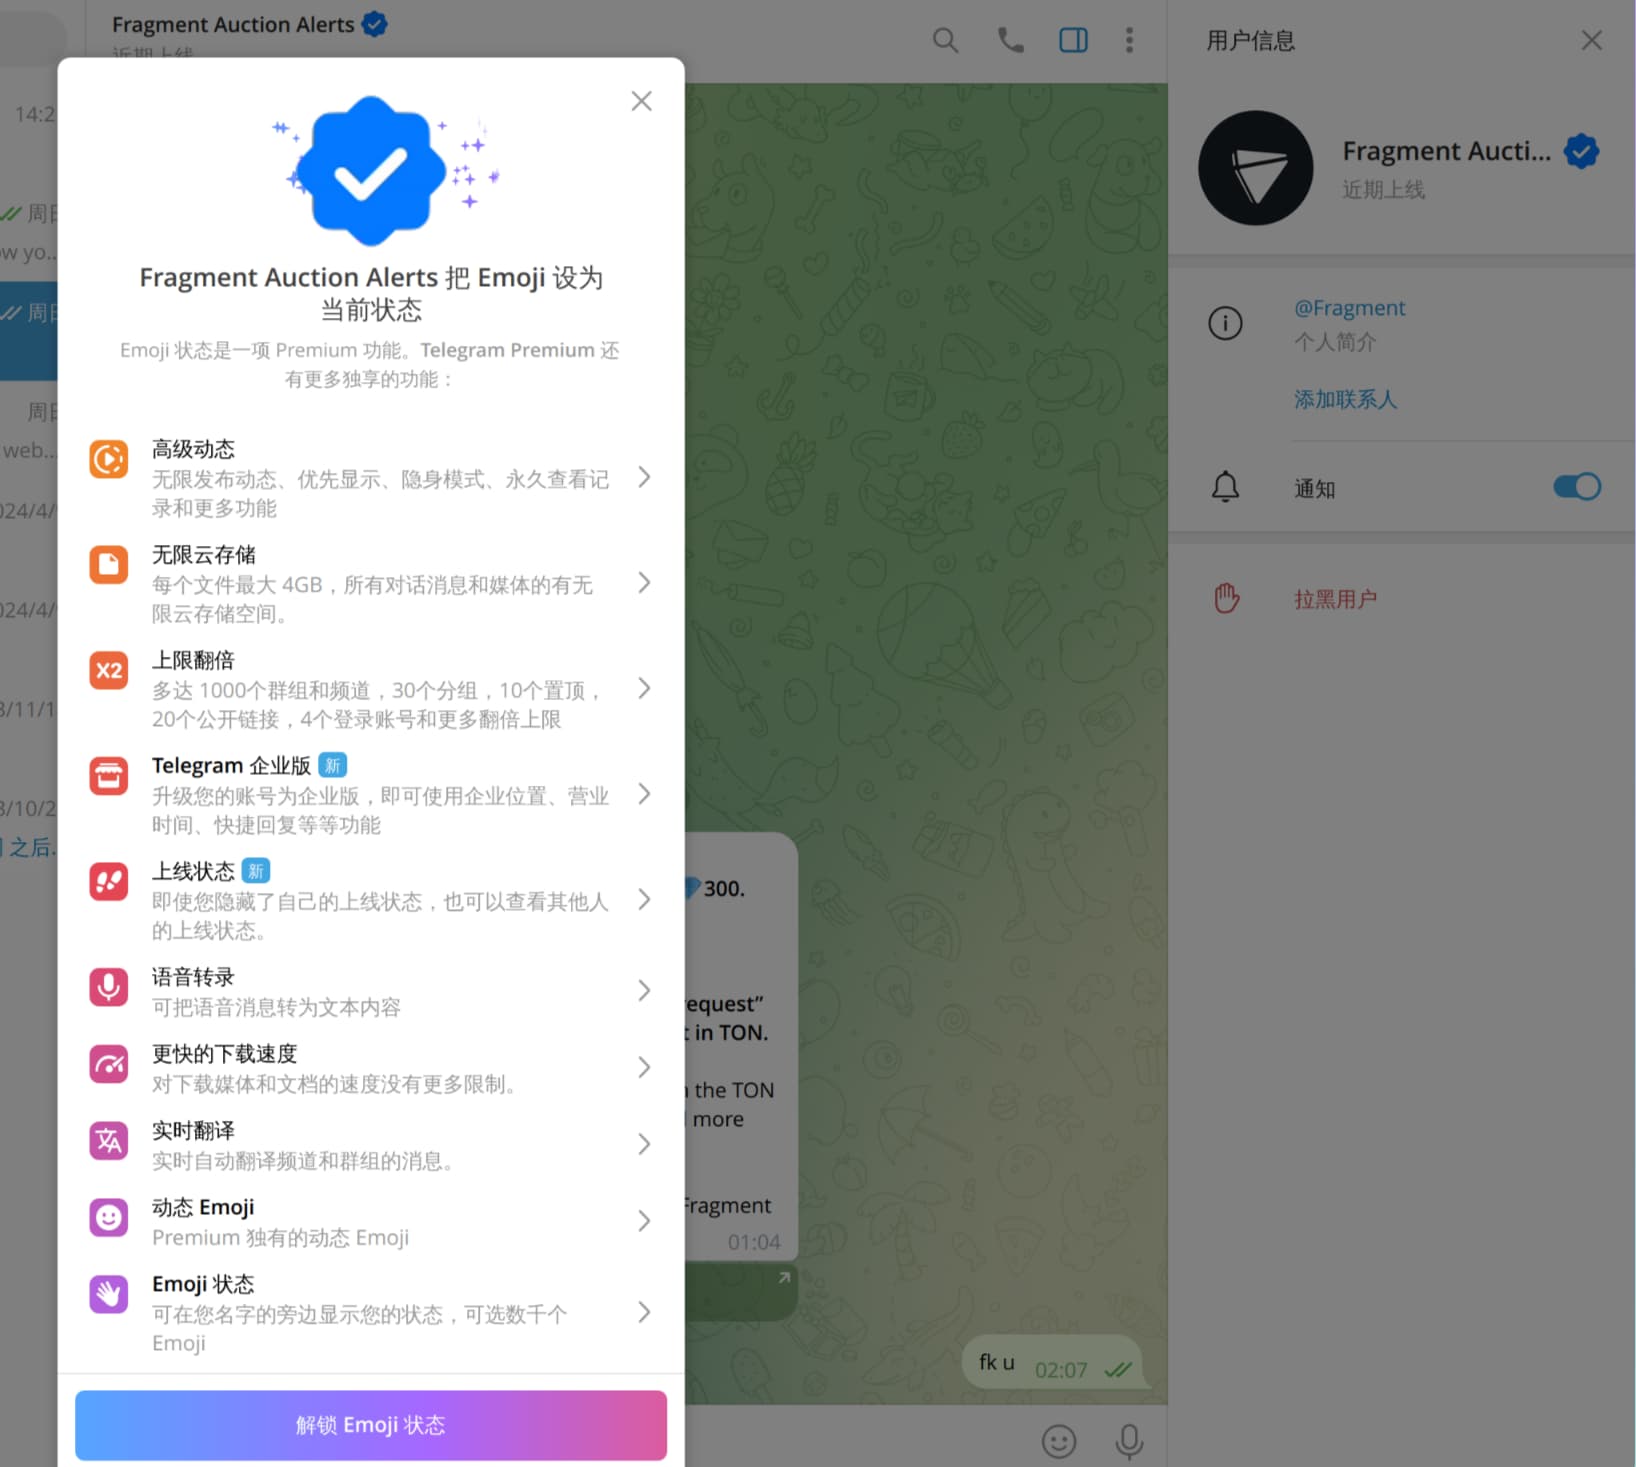 Fragment Auction Alerts
近期上线
14:2
周日
ow yo...
周日
周日
web...
024/4/
024/4/
3/11/1
3/10/2
之后.
Fragment Auction Alerts 把 Emoji 设为
当前状态
Emoji 状态是一项 Premium 功能。Telegram Premium 还
有更多独享的功能：
高级动态
无限发布动态、优先显示、隐身模式、永久查看记
录和更多功能
无限云存储
每个文件最大 4GB，所有对话消息和媒体的有无
限云存储空间。
X2
上限翻倍
多达 1000个群组和频道，30个分组，10个置顶，
20个公开链接，4个登录账号和更多翻倍上限
Telegram 企业版 新
升级您的账号为企业版，即可使用企业位置、营业
时间、快捷回复等等功能
上线状态 新
即使您隐藏了自己的上线状态，也可以查看其他人
的上线状态。
语音转录
可把语音消息转为文本内容
更快的下载速度
对下载媒体和文档的速度没有更多限制。
实时翻译
实时自动翻译频道和群组的消息。
动态 Emoji
Premium 独有的动态 Emoji
Emoji 状态
可在您名字的旁边显示您的状态，可选数千个
Emoji
解锁 Emoji 状态
300.
equest”
t in TON.
the TON
more
Fragment
01:04
fk u 02:07
用户信息
Fragment Aucti...
近期上线
@Fragment
个人简介
添加联系人
通知
拉黑用户